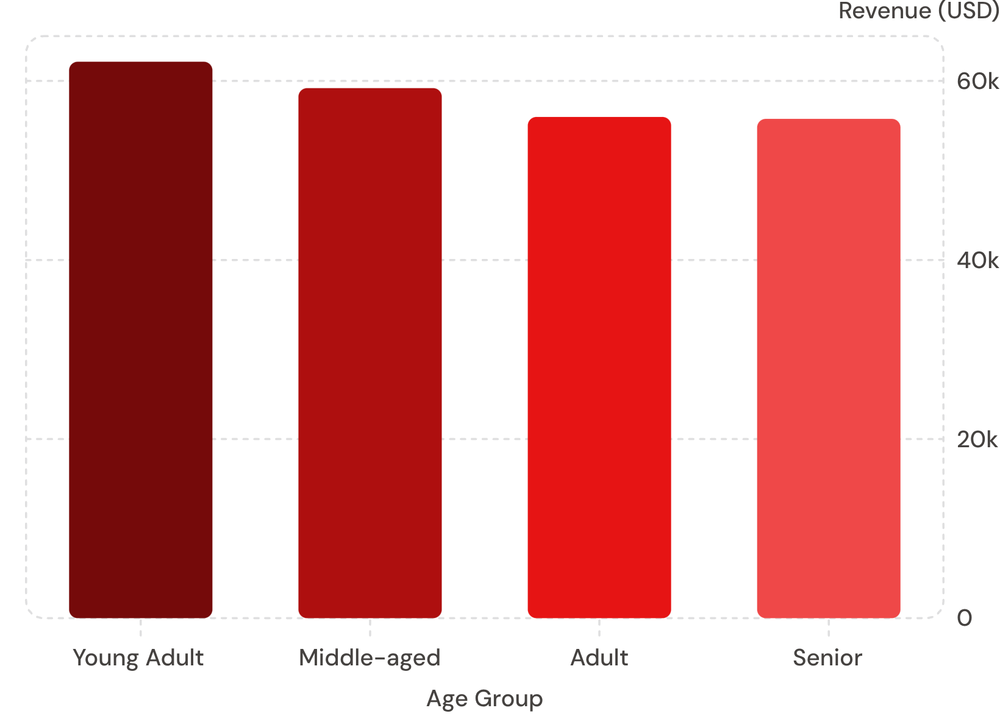 Revenue (USD)
60k
40k
20k
0
Young Adult
Middle-aged
Adult
Senior
Age Group